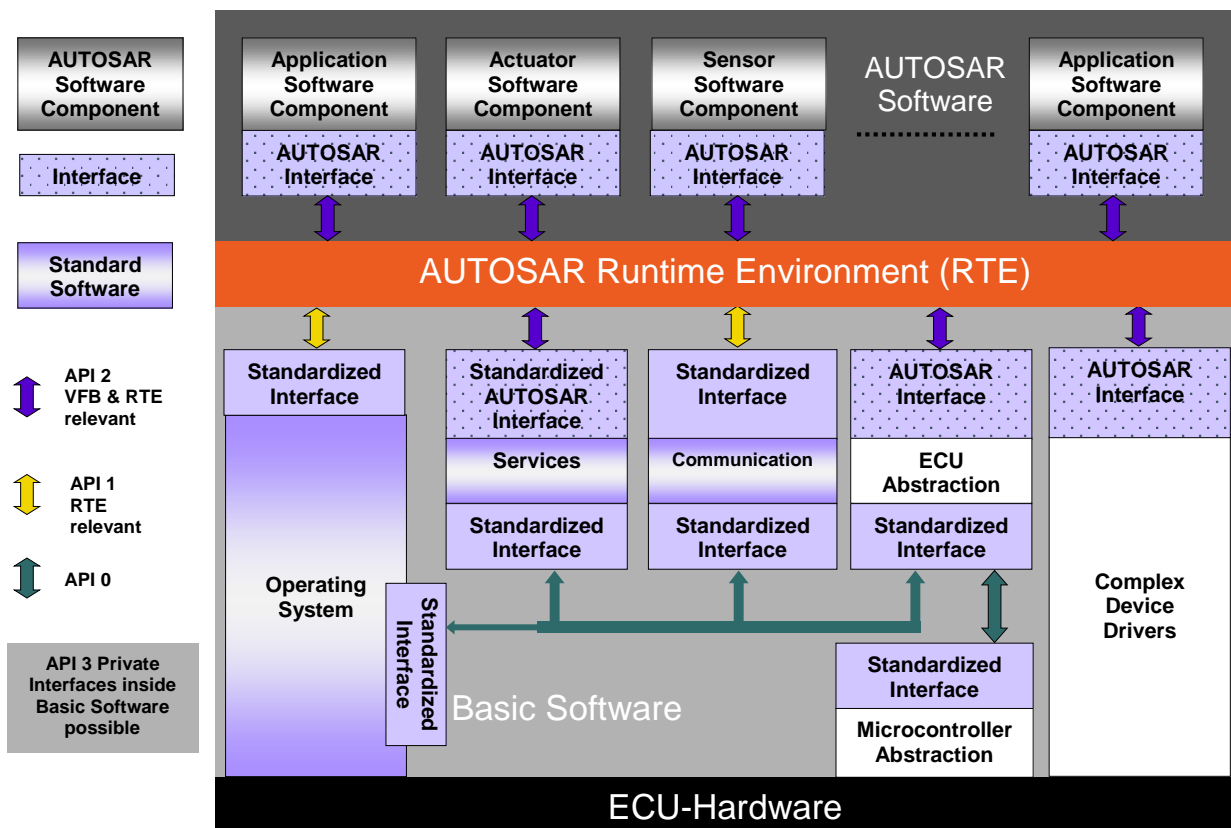 AUTOSAR
Software
Component
Interface
Standard
Software
API 2
VFB & RTE
relevant
API 1
RTE
relevant
API 0
API 3 Private
Interfaces inside
Basic Software
possible
Application
Software
Component
AUTOSAR
Interface
Actuator
Software
Component
AUTOSAR
Interface
Sensor
Software
Component
AUTOSAR
Interface
AUTOSAR
Software
Application
Software
Component
AUTOSAR
Interface
AUTOSAR Runtime Environment (RTE)
Standardized
Interface
Operating
System
Standardized
Interface
Standardized
AUTOSAR
Interface
Services
Standardized
Interface
Standardized
Interface
Communication
Standardized
Interface
AUTOSAR
Interface
ECU
Abstraction
Standardized
Interface
Standardized
Interface
Microcontroller
Abstraction
AUTOSAR
Interface
Complex
Device
Drivers
Basic Software
ECU-Hardware